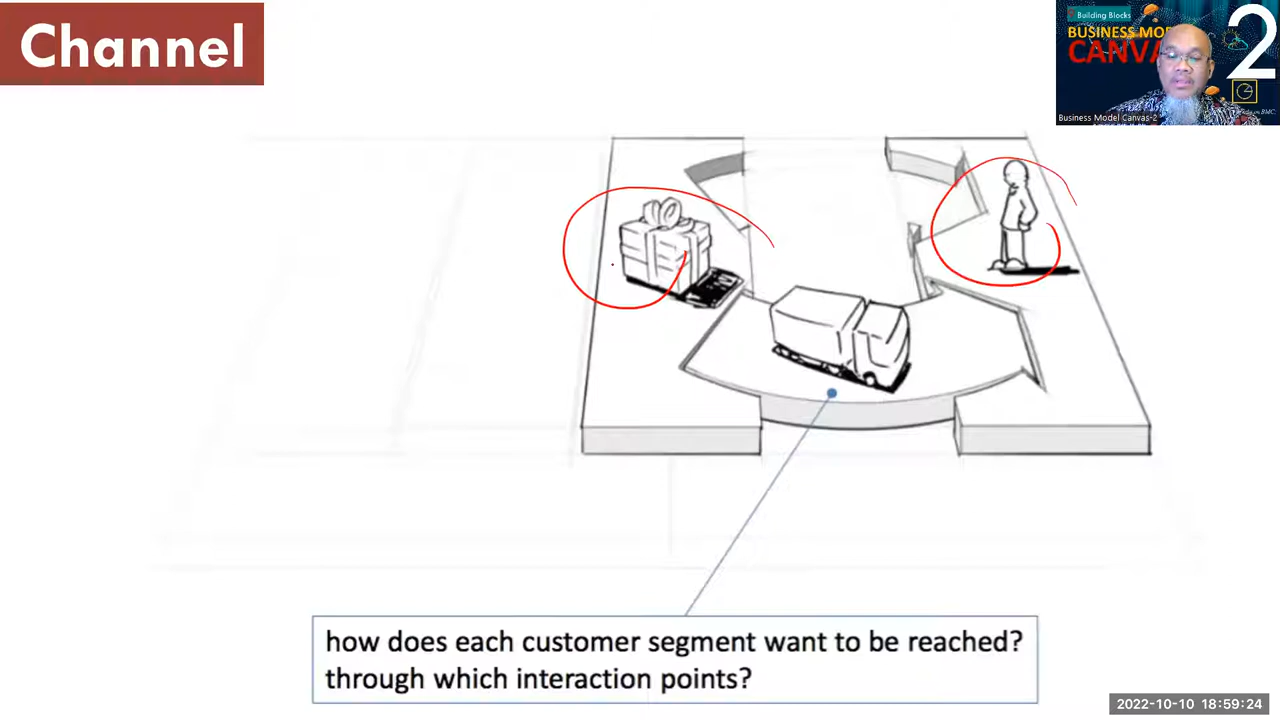 Channel
Building Blocks
BUSINESS MO
CANVA
2
Business Model Canvas-2
how does each customer segment want to be reached?
through which interaction points?
2022-10-10 18:59:24